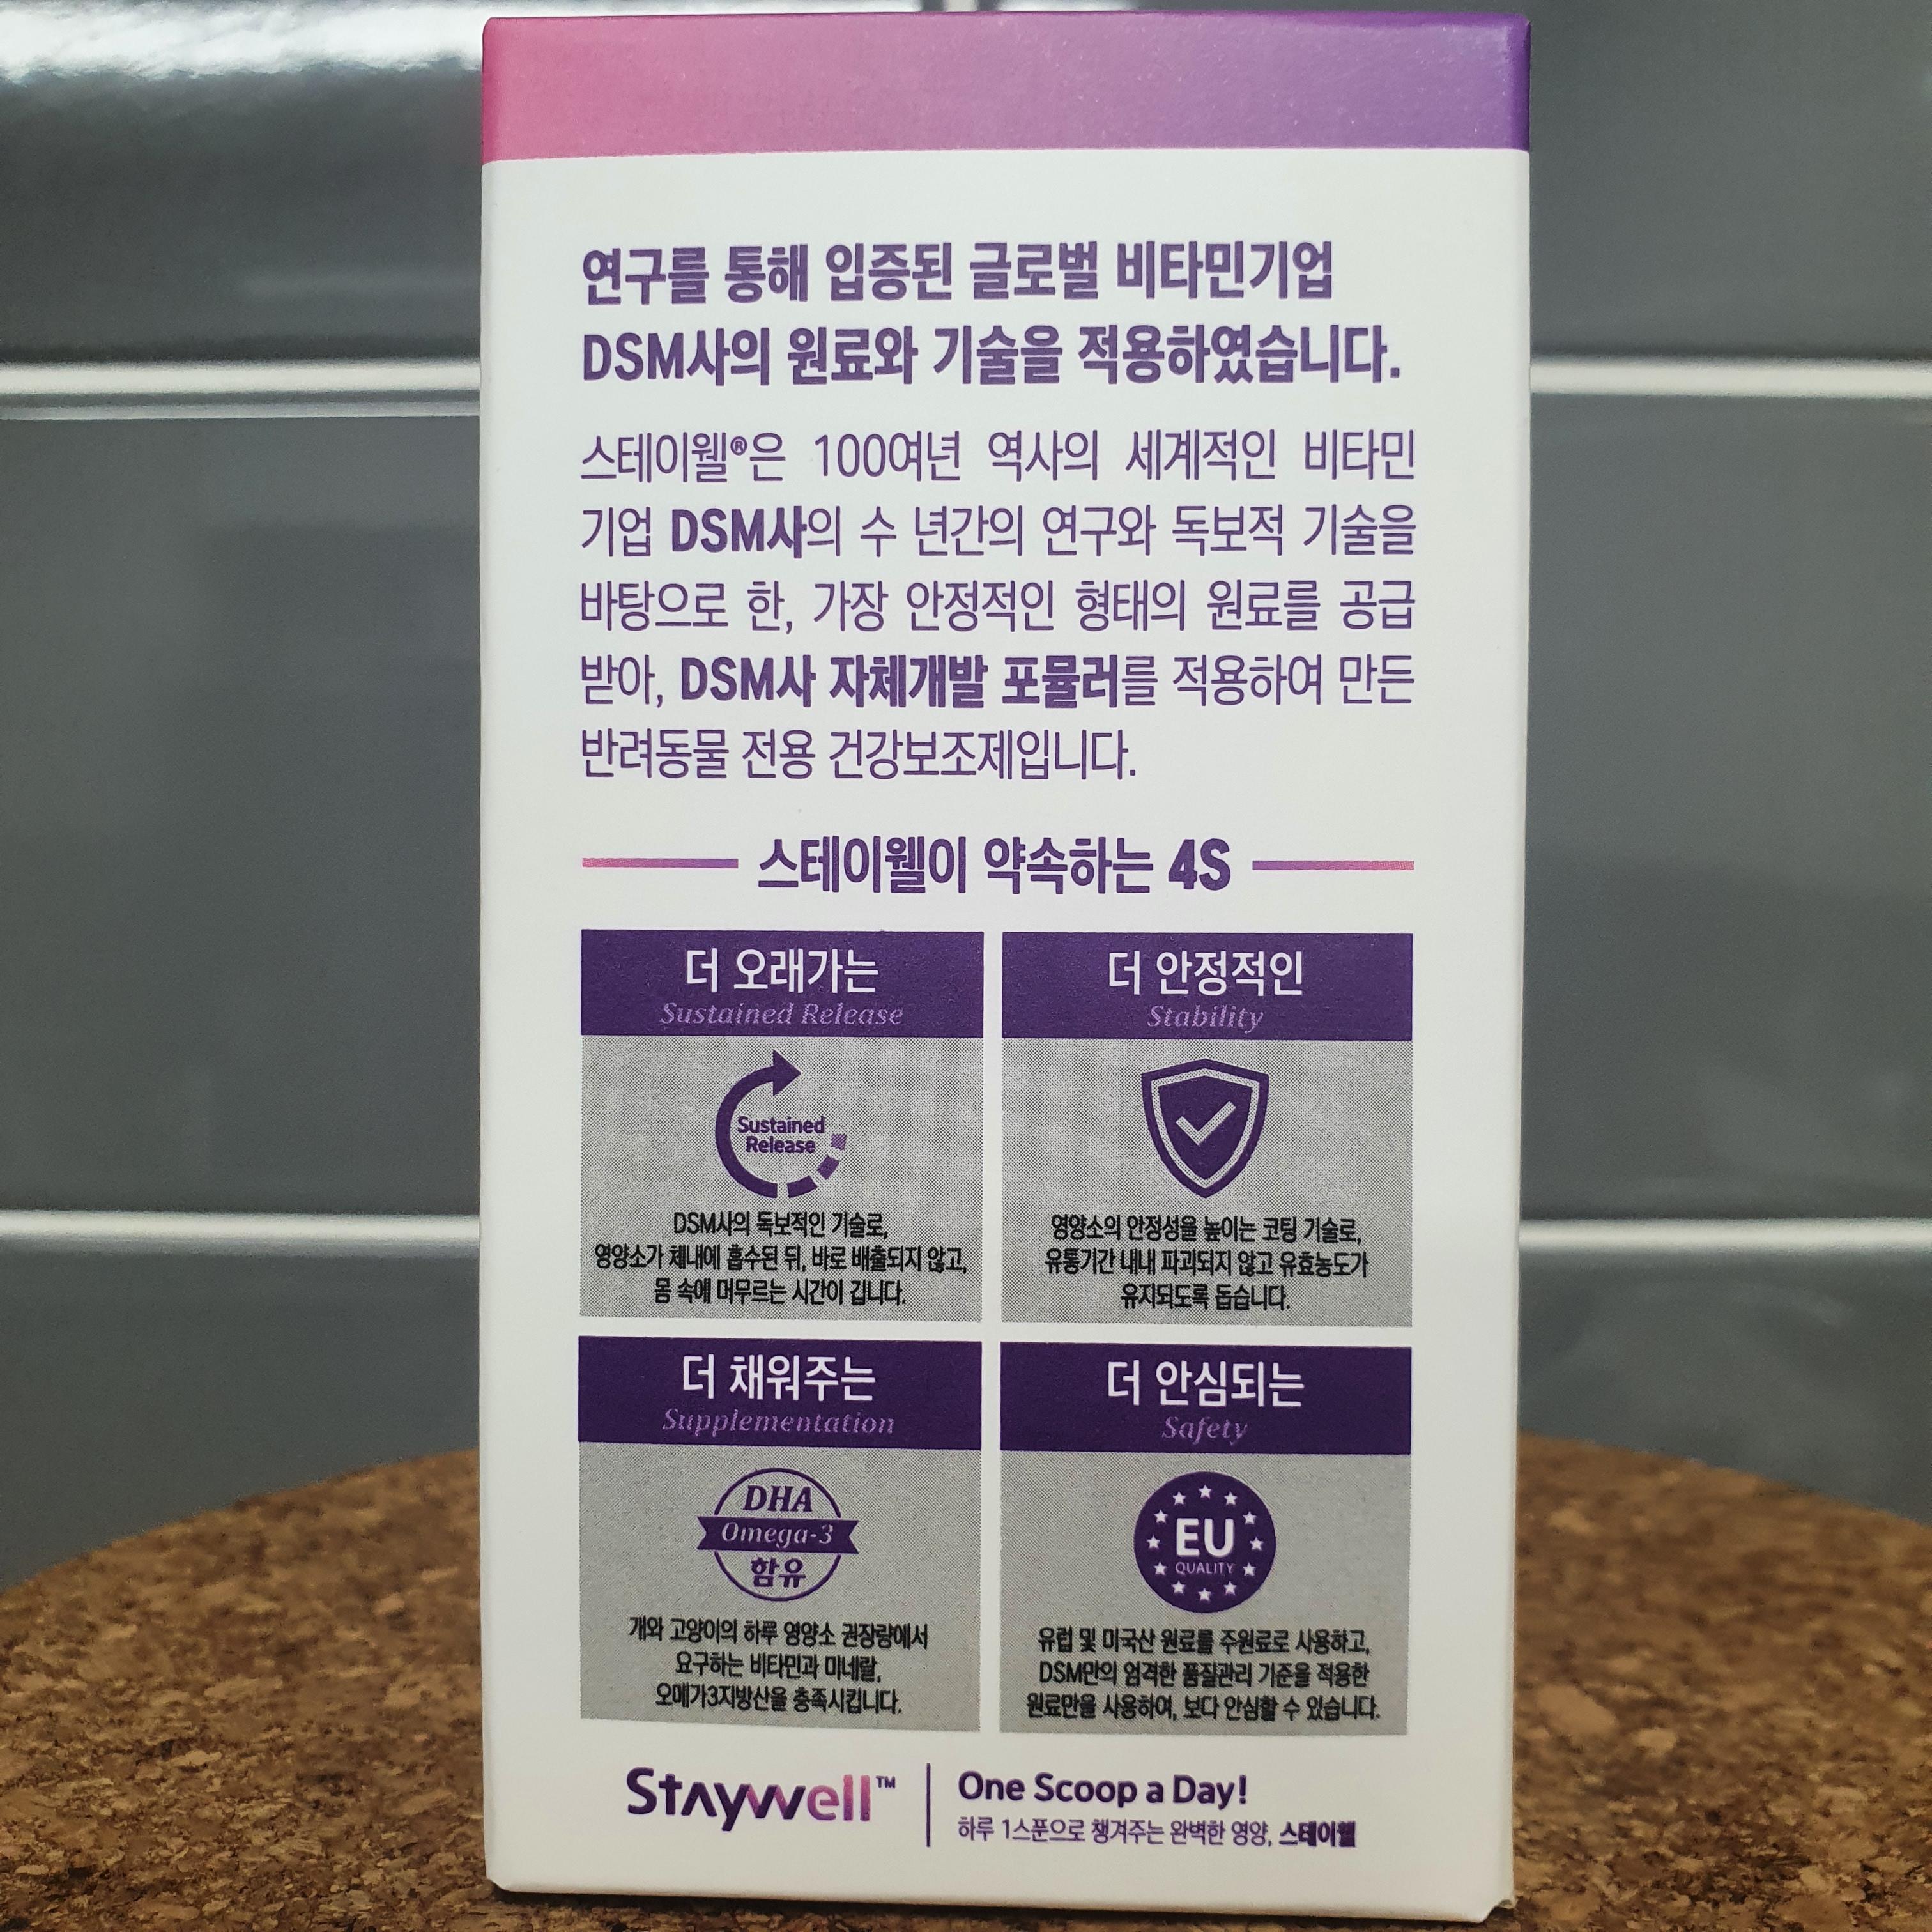 연구를 통해 입증된 글로벌 비타민기업
DSM사의 원료와 기술을 적용하였습니다.
스테이웰®은 100여년 역사의 세계적인 비타민
기업 DSM사의 수 년간의 연구와 독보적 기술을
바탕으로 한, 가장 안정적인 형태의 원료를 공급
받아, DSM사 자체개발 포뮬러를 적용하여 만든
반려동물 전용 건강보조제입니다.
스테이웰이 약속하는 4S
더 오래가는
Sustained Release
Sustained
Release
DSM사의 독보적인 기술로,
영양소가 체내에 흡수된 뒤, 바로 배출되지 않고,
몸 속에 머무르는 시간이 깁니다.
더 안정적인
Stability
영양소의 안정성을 높이는 코팅 기술로,
유통기간 내내 파괴되지 않고 유효농도가
유지되도록 돕습니다.
더 채워주는
Supplementation
DHA
Omega-3
함유
개와 고양이의 하루 영양소 권장량에서
요구하는 비타민과 미네랄,
오메가3지방산을 충족시킵니다.
더 안심되는
Safety
EU
QUALITY
유럽 및 미국산 원료를 주원료로 사용하고,
DSM만의 엄격한 품질관리 기준을 적용한
원료만을 사용하여, 보다 안심할 수 있습니다.
Staywell™
One Scoop a Day!
하루 1스푼으로 챙겨주는 완벽한 영양, 스테이웰